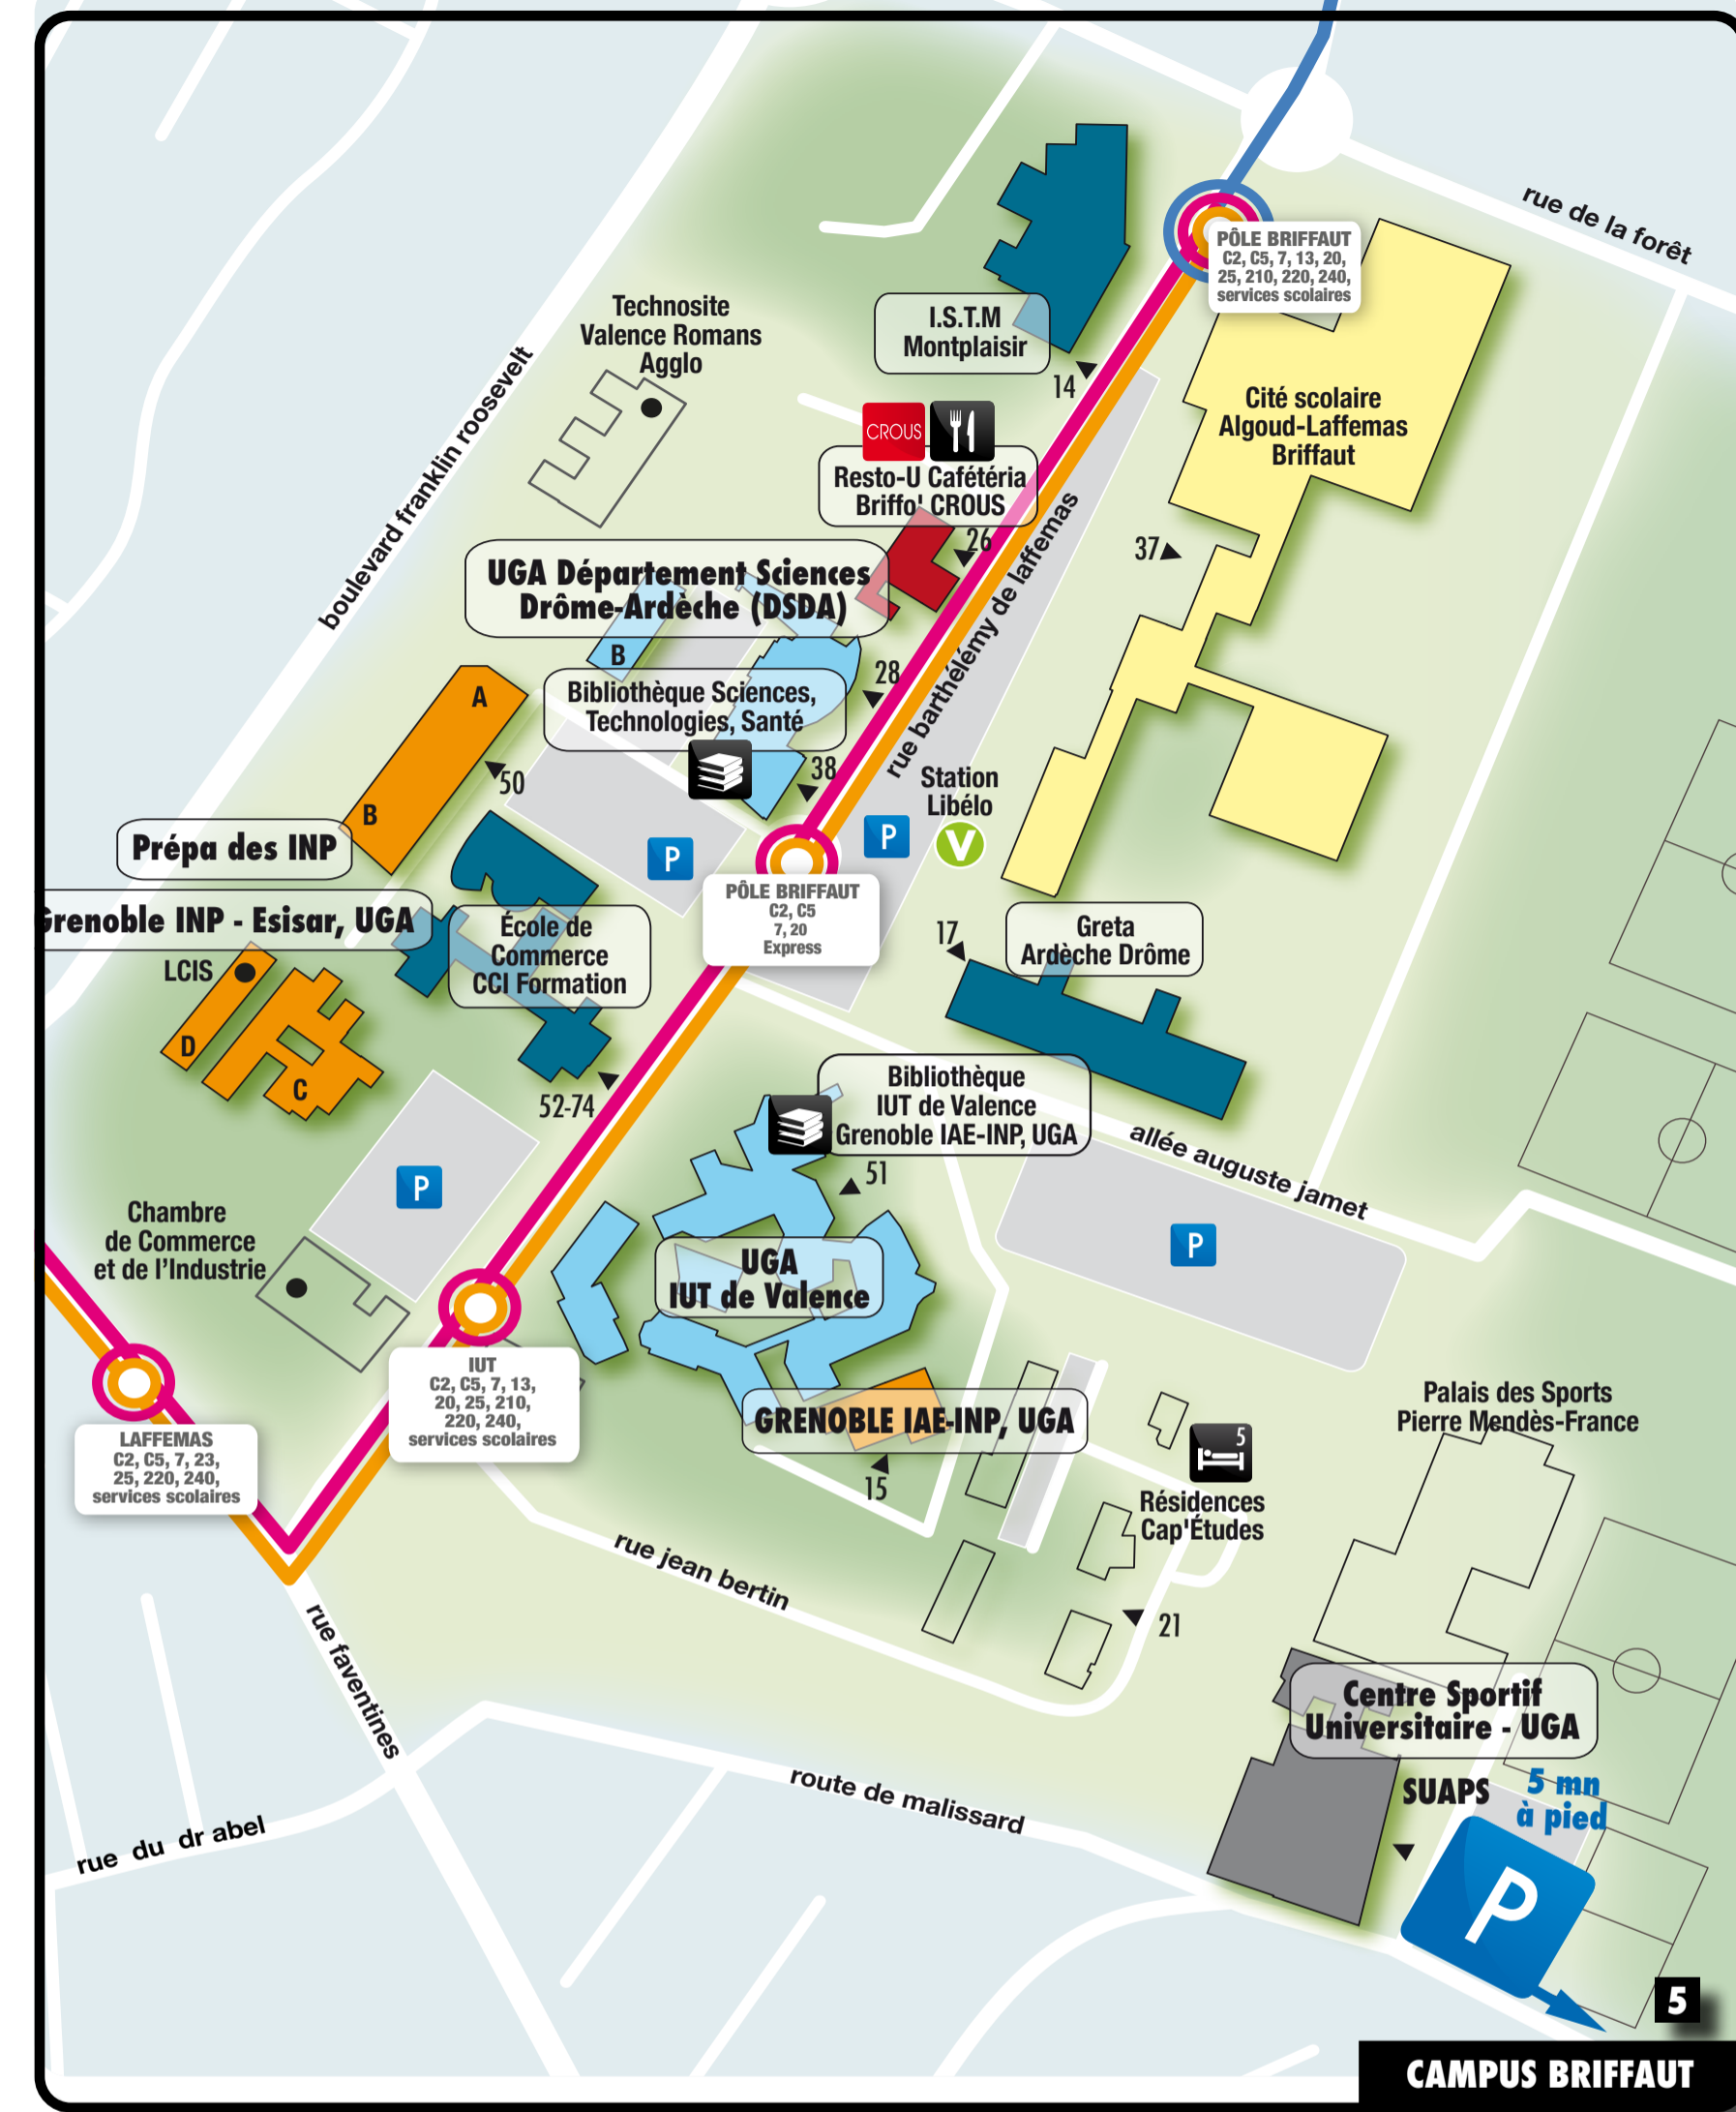 rue de la forêt
PÔLE BRIFFAUT
C2, C5, 7, 13, 20,
25, 210, 220, 240,
services scolaires
Technosite
Valence Romans
Agglo
I.S.T.M
Montplaisir
14
boulevard franklin roosevelt
Cité scolaire
Algoud-Laffemas
Briffaut
CROUS
Resto-U Cafétéria
Briffo' CROUS
26
37
rue barthélémy de laffemas
UGA Département Sciences
Drôme-Ardèche (DSDA)
B
28
Bibliothèque Sciences,
Technologies, Santé
38
A
B
50
Station
Libélo
V
P
P
Prépa des INP
PÔLE BRIFFAUT
C2, C5
7, 20
Express
Grenoble INP - Esisar, UGA
École de
Commerce
CCI Formation
17
Greta
Ardèche Drôme
LCIS
D
C
52-74
Bibliothèque
IUT de Valence
Grenoble IAE-INP, UGA
51
allée auguste jamet
P
P
Chambre
de Commerce
et de l'Industrie
UGA
IUT de Valence
IUT
C2, C5, 7, 13,
20, 25, 210,
220, 240,
services scolaires
LAFFEMAS
C2, C5, 7, 23,
25, 220, 240,
services scolaires
GRENOBLE IAE-INP, UGA
15
Palais des Sports
Pierre Mendès-France
5
Résidences
Cap'Études
21
rue jean bertin
rue faventines
Centre Sportif
Universitaire - UGA
SUAPS
5 mn
à pied
P
route de malissard
rue du dr abel
5
CAMPUS BRIFFAUT